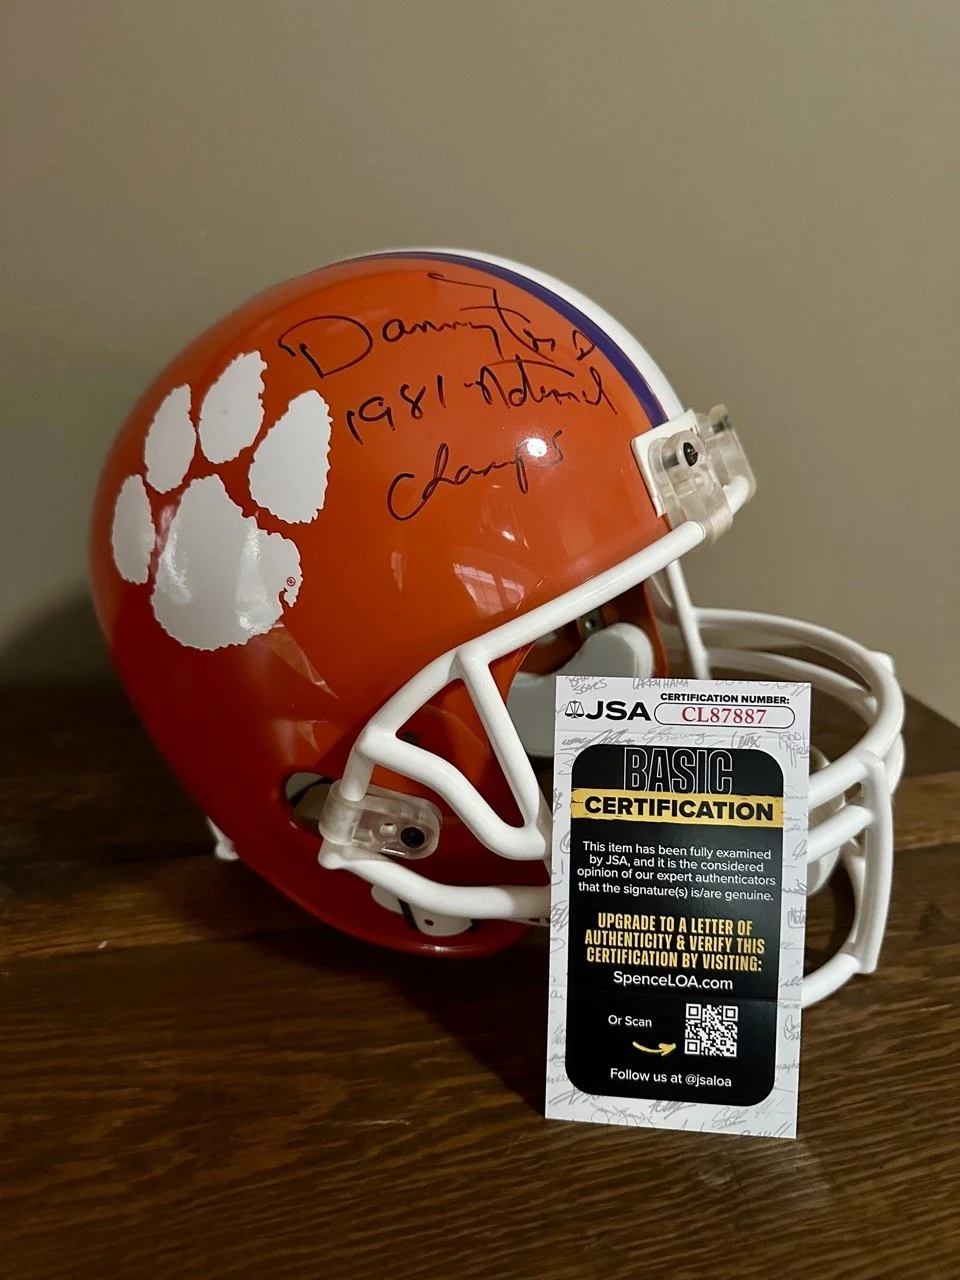 Danny Ford
1981 National
Champs
®
JSA
CERTIFICATION NUMBER:
CL87887
BASIC
CERTIFICATION
This item has been fully examined
by JSA, and it is the considered
opinion of our expert authenticators
that the signature(s) is/are genuine.
UPGRADE TO A LETTER OF
AUTHENTICITY & VERIFY THIS
CERTIFICATION BY VISITING:
SpenceLOA.com
Or Scan
Follow us at @jsaloa